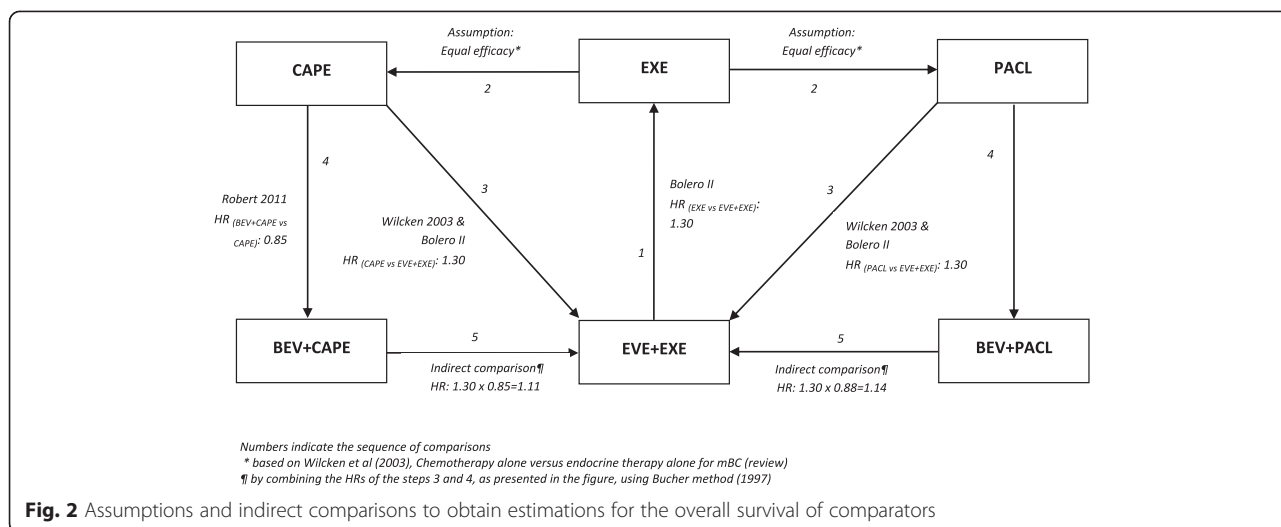 Assumption:
Equal efficacy*
Assumption:
Equal efficacy*
CAPE
EXE
PACL
2
2
4
4
3
3
Robert 2011
HR (BEV+CAPE vs
CAPE): 0.85
Wilcken 2003 &
Bolero II
HR (CAPE vs EVE+EXE): 1.30
Bolero II
HR (EXE vs EVE+EXE):
1.30
1
Wilcken 2003 &
Bolero II
HR (PACL vs EVE+EXE): 1.30
BEV+CAPE
5
EVE+EXE
5
BEV+PACL
Indirect comparison¶
HR: 1.30 x 0.85=1.11
Indirect comparison¶
HR: 1.30 x 0.88=1.14
Numbers indicate the sequence of comparisons
* based on Wilcken et al (2003), Chemotherapy alone versus endocrine therapy alone for mBC (review)
¶ by combining the HRs of the steps 3 and 4, as presented in the figure, using Bucher method (1997)
Fig. 2 Assumptions and indirect comparisons to obtain estimations for the overall survival of comparators